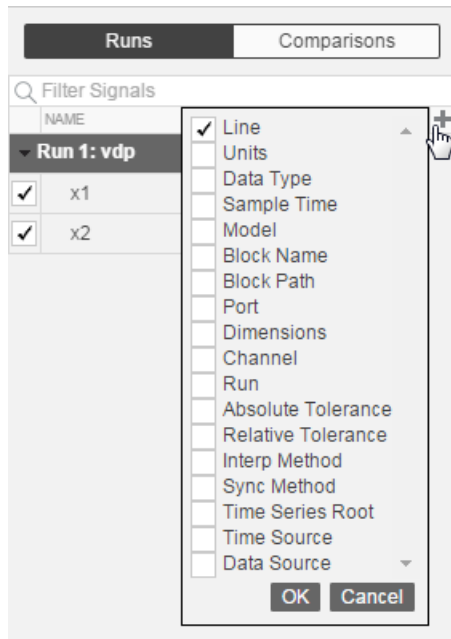 Runs Comparisons
Filter Signals
NAME
Run 1: vdp
x1
x2
Line
Units
Data Type
Sample Time
Model
Block Name
Block Path
Port
Dimensions
Channel
Run
Absolute Tolerance
Relative Tolerance
Interp Method
Sync Method
Time Series Root
Time Source
Data Source
OK Cancel